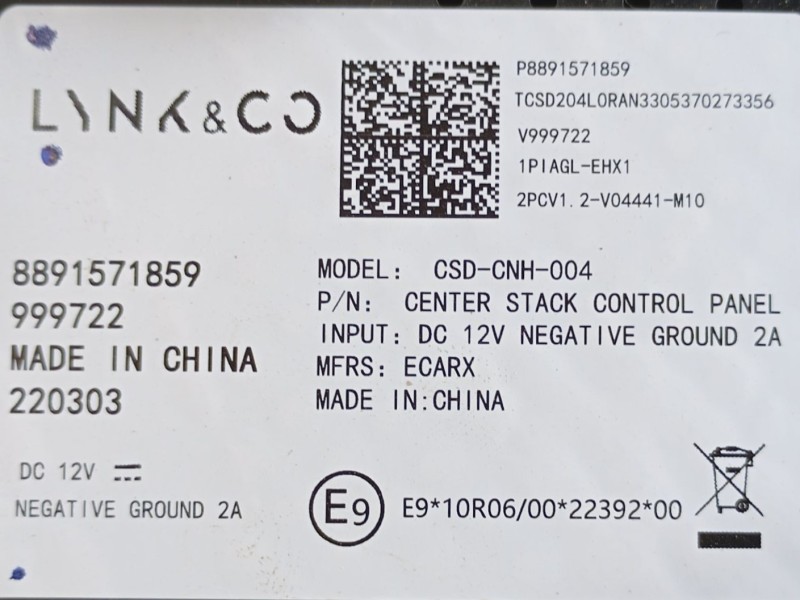 LYNK & CO
P8891571859
TCSD204L0RAN3305370273356
V999722
1PIAGL-EHX1
2PCV1.2-V04441-M10
8891571859
999722
MADE IN CHINA
220303
MODEL: CSD-CNH-004
P/N: CENTER STACK CONTROL PANEL
INPUT: DC 12V NEGATIVE GROUND 2A
MFRS: ECARX
MADE IN:CHINA
DC 12V
NEGATIVE GROUND 2A
E9
E9*10R06/00*22392*00